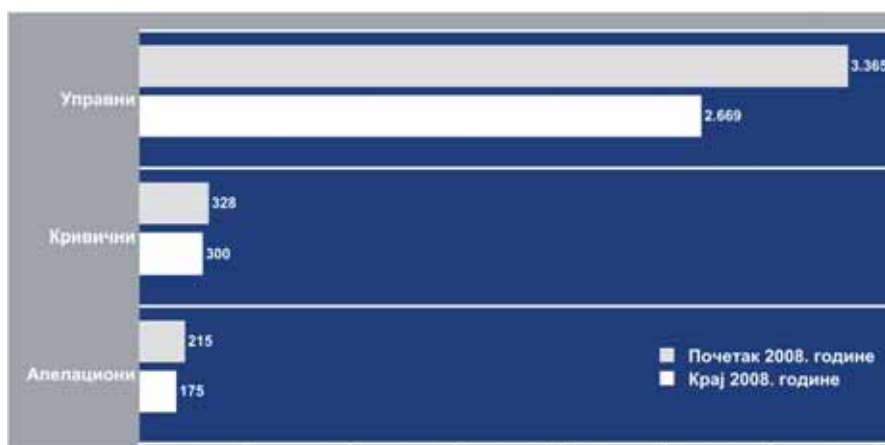 3.365
Управни
2.669
328
Кривични
300
215
Почетак 2008. године
Апелациони
Крај 2008. године
175